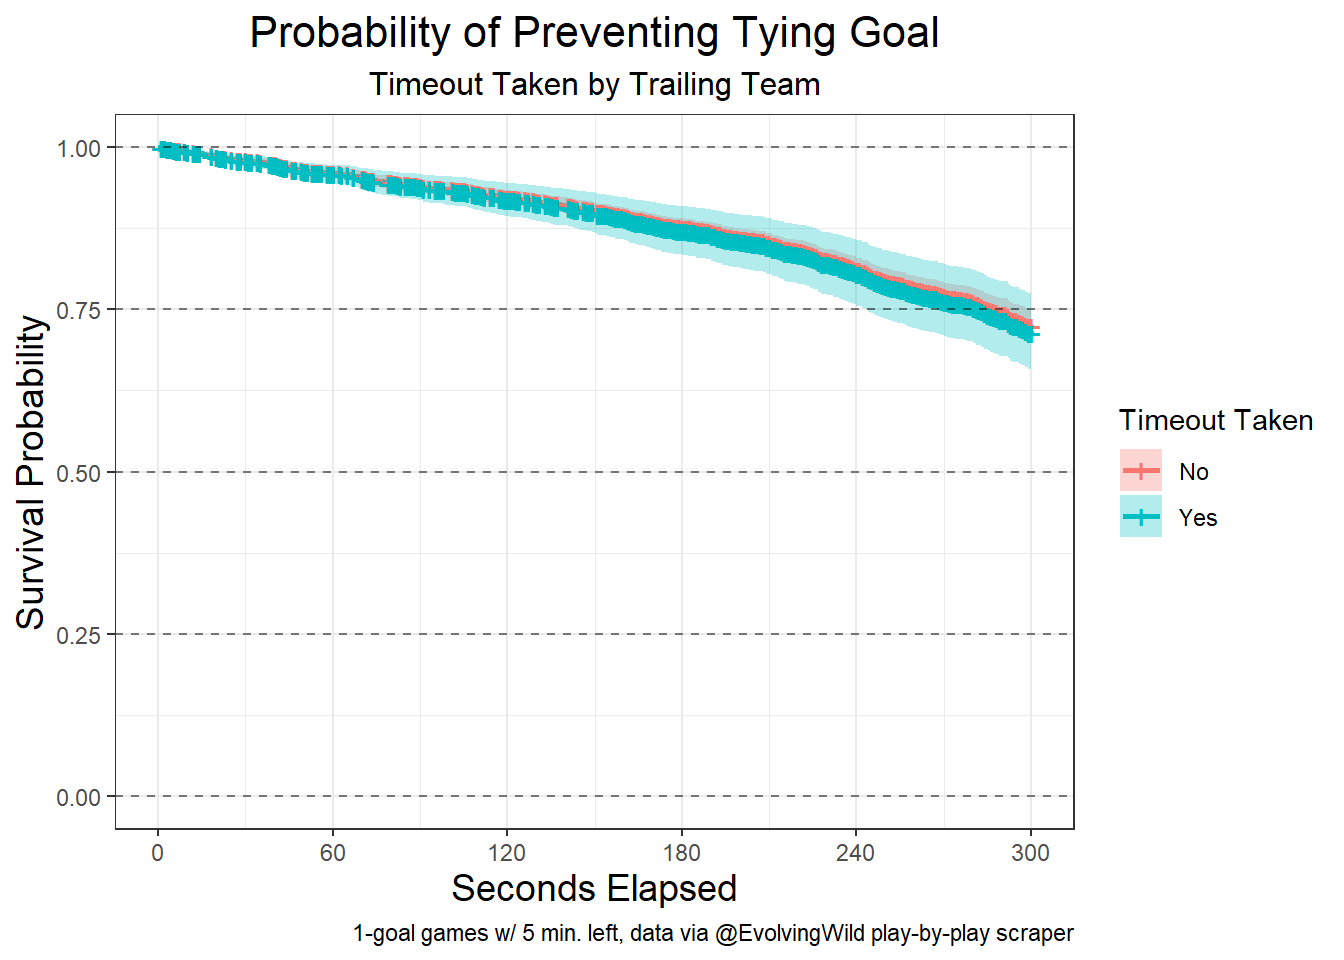 Probability of Preventing Tying Goal
Timeout Taken by Trailing Team
Survival Probability
1.00
0.75
0.50
0.25
0.00
0
60
120
180
240
300
Seconds Elapsed
Timeout Taken
No
Yes
1-goal games w/ 5 min. left, data via @EvolvingWild play-by-play scraper